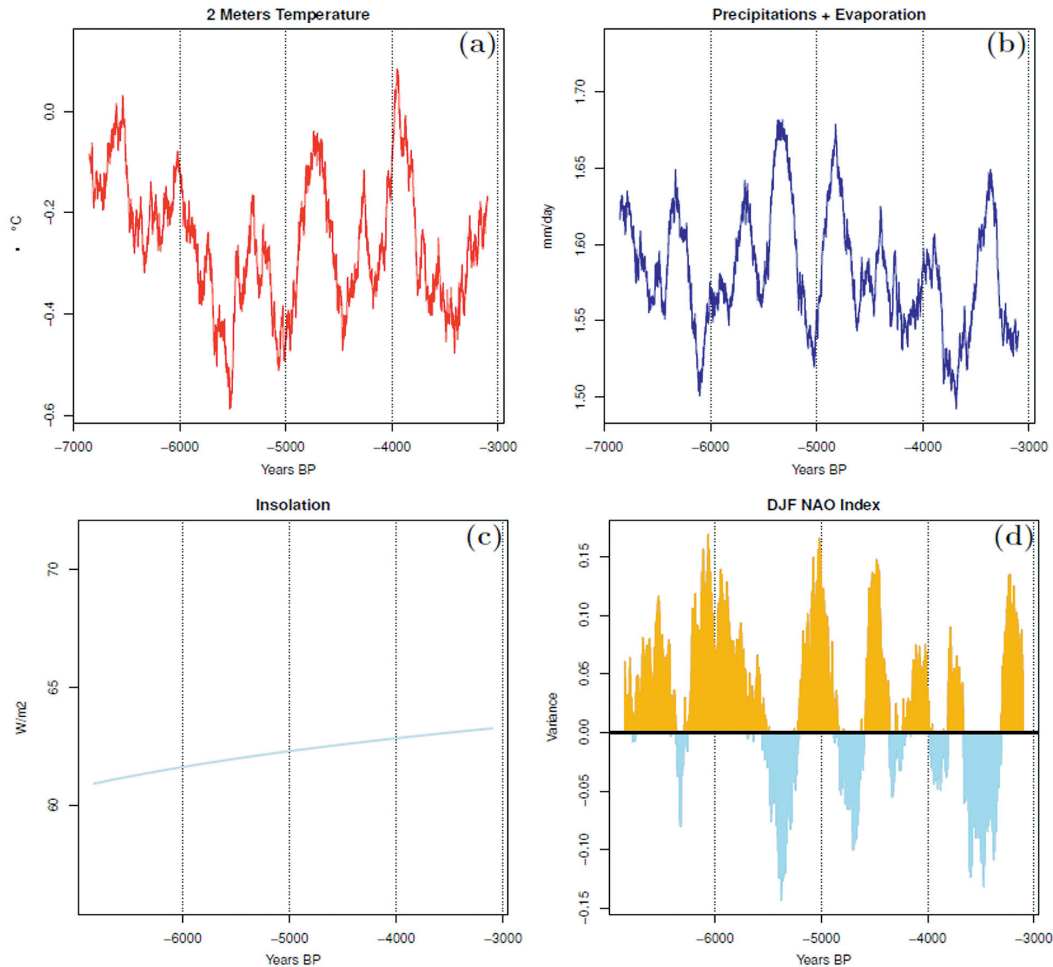 2 Meters Temperature
(a)
0.0
−0.2
−0.4
−0.6
°C
−7000 −6000 −5000 −4000 −3000
Years BP
Precipitations + Evaporation
(b)
1.70
1.65
1.60
1.55
1.50
mm/day
−7000 −6000 −5000 −4000 −3000
Years BP
Insolation
(c)
70
65
60
W/m2
−6000 −5000 −4000 −3000
Years BP
DJF NAO Index
(d)
0.15
0.10
0.05
0.00
−0.05
−0.10
−0.15
Variance
−6000 −5000 −4000 −3000
Years BP